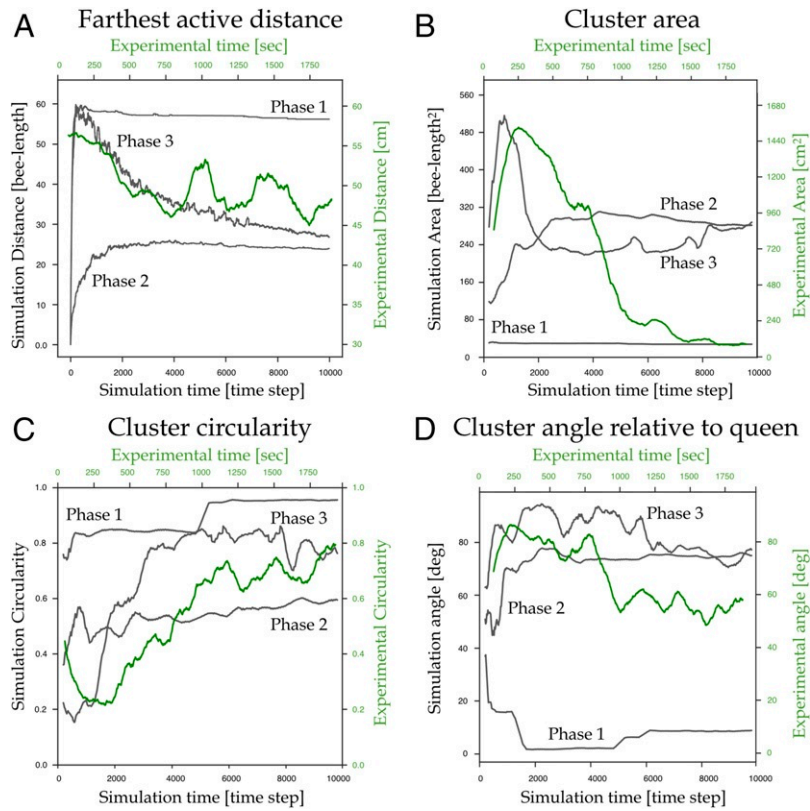 A Farthest active distance
Experimental time [sec]
0 250 500 750 1000 1250 1500 1750
Simulation Distance [bee-length]
60
50
40
30
20
10
0.0
Phase 1
Phase 3
Phase 2
60
55
50
45
40
35
30
Experimental Distance [cm]
0 2000 4000 6000 8000 10000
Simulation time [time step]
B Cluster area
Experimental time [sec]
0 250 500 750 1000 1250 1500 1750
Simulation Area [bee-length²]
560
480
400
320
240
160
80
0
Phase 2
Phase 3
Phase 1
1680
1440
1200
960
720
480
240
0
Experimental Area [cm²]
0 2000 4000 6000 8000 10000
Simulation time [time step]
C Cluster circularity
Experimental time [sec]
0 250 500 750 1000 1250 1500 1750
Simulation Circularity
1.0
0.8
0.6
0.4
0.2
0.0
Phase 1
Phase 3
Phase 2
1.0
0.8
0.6
0.4
0.2
0.0
Experimental Circularity
0 2000 4000 6000 8000 10000
Simulation time [time step]
D Cluster angle relative to queen
Experimental time [sec]
0 250 500 750 1000 1250 1500 1750
Simulation angle [deg]
80
60
40
20
0
Phase 3
Phase 2
Phase 1
80
60
40
20
0
Experimental angle [deg]
0 2000 4000 6000 8000 10000
Simulation time [time step]